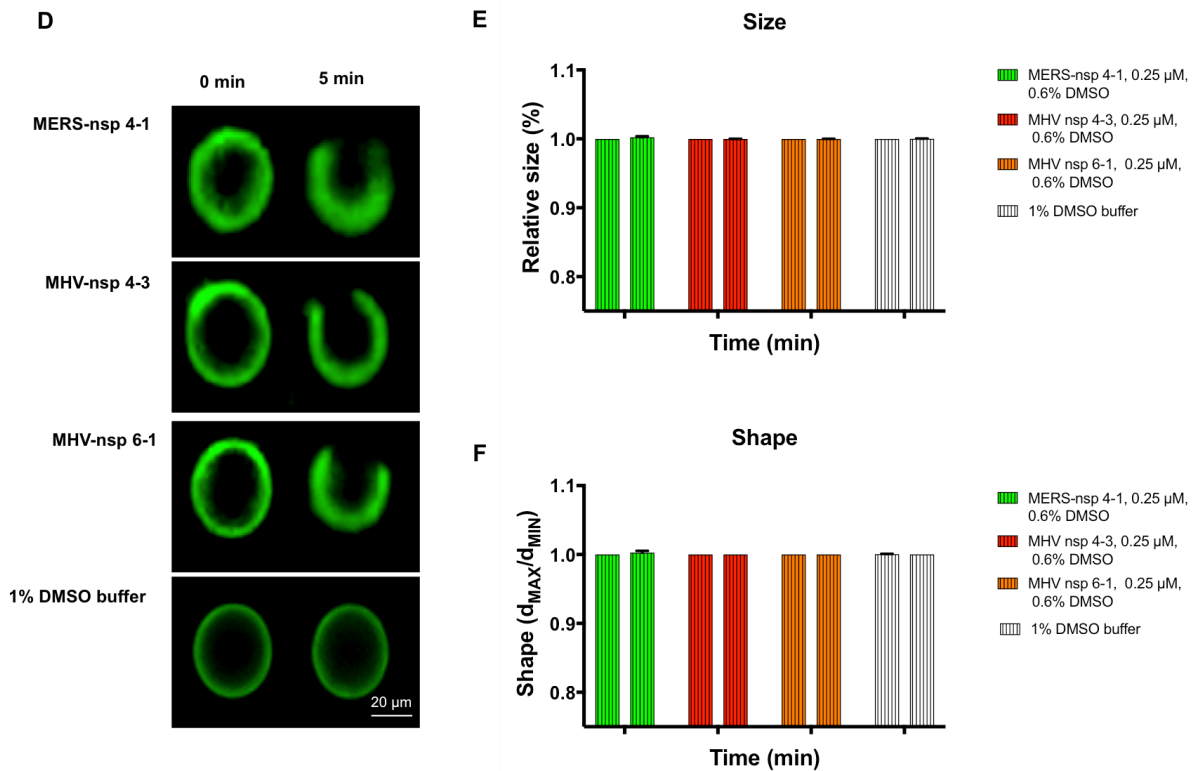 D
0 min 5 min
MERS-nsp 4-1
MHV-nsp 4-3
MHV-nsp 6-1
1% DMSO buffer
20 µm
E
Size
1.1
1.0
0.9
0.8
Relative size (%)
Time (min)
MERS-nsp 4-1, 0.25 µM,
0.6% DMSO
MHV nsp 4-3, 0.25 µM,
0.6% DMSO
MHV nsp 6-1, 0.25 µM,
0.6% DMSO
1% DMSO buffer
F
Shape
1.1
1.0
0.9
0.8
Shape (dMAX/dMIN)
Time (min)
MERS-nsp 4-1, 0.25 µM,
0.6% DMSO
MHV nsp 4-3, 0.25 µM,
0.6% DMSO
MHV nsp 6-1, 0.25 µM,
0.6% DMSO
1% DMSO buffer